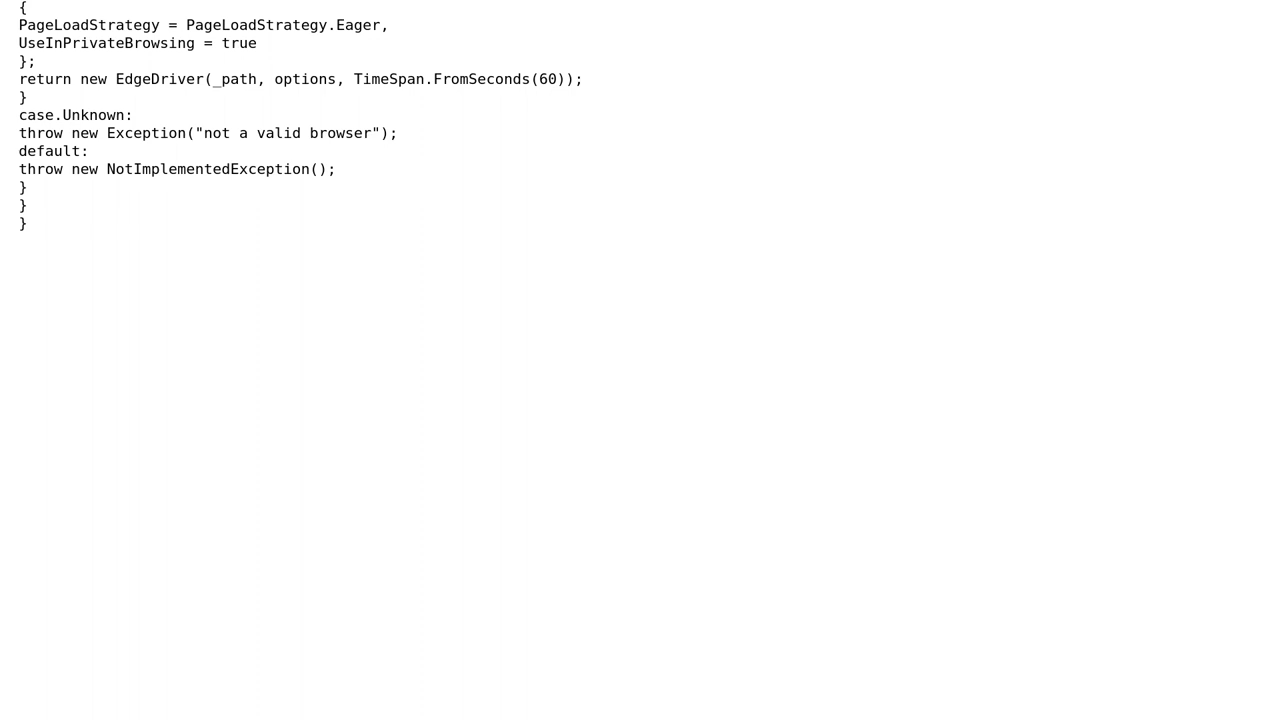 {
PageLoadStrategy = PageLoadStrategy.Eager,
UseInPrivateBrowsing = true
};
return new EdgeDriver(_path, options, TimeSpan.FromSeconds(60));
}
case.Unknown:
throw new Exception("not a valid browser");
default:
throw new NotImplementedException();
}
}
}